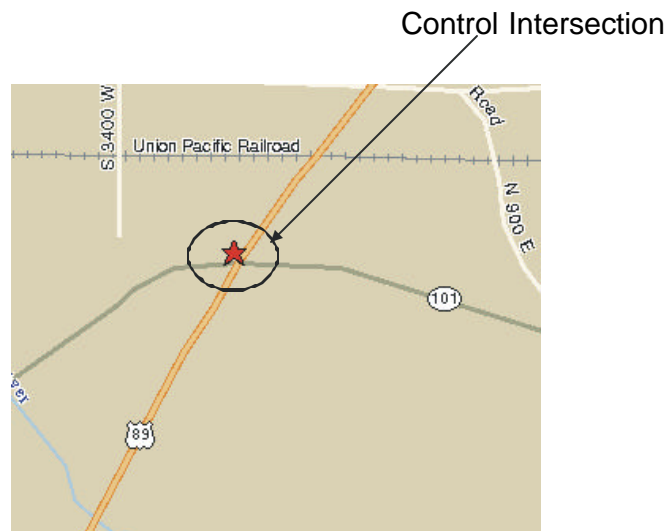 Control Intersection
S 3400 W
Union Pacific Railroad
Road
N 900 E
101
89